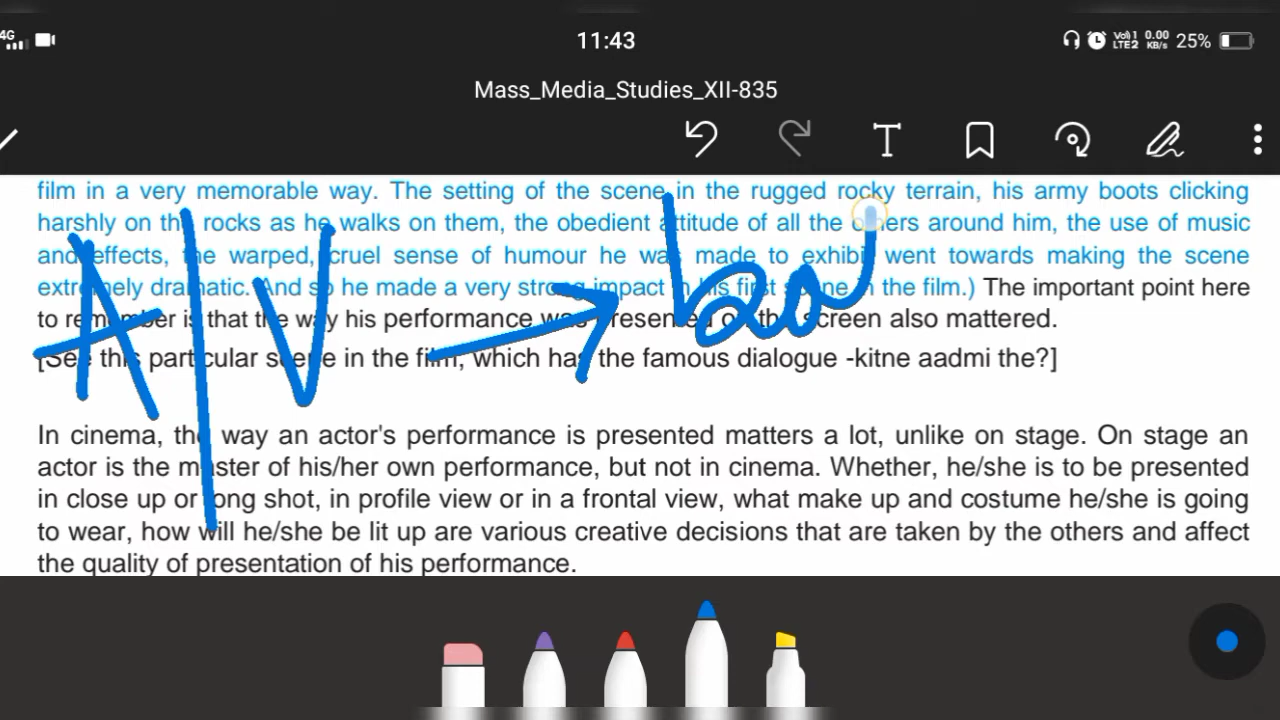 4G 11:43 Vo)) 1 LTE2 0.00 KB/s 25%
Mass_Media_Studies_XII-835
T
film in a very memorable way. The setting of the scene in the rugged rocky terrain, his army boots clicking
harshly on the rocks as he walks on them, the obedient attitude of all the others around him, the use of music
and effects, the warped, cruel sense of humour he was made to exhibit went towards making the scene
extremely dramatic. And so he made a very strong impact in his first scene in the film.) The important point here
to remember is that the way his performance was presented on the screen also mattered.
[See this particular scene in the film, which has the famous dialogue -kitne aadmi the?]
A/V → ba
In cinema, the way an actor's performance is presented matters a lot, unlike on stage. On stage an
actor is the master of his/her own performance, but not in cinema. Whether, he/she is to be presented
in close up or long shot, in profile view or in a frontal view, what make up and costume he/she is going
to wear, how will he/she be lit up are various creative decisions that are taken by the others and affect
the quality of presentation of his performance.